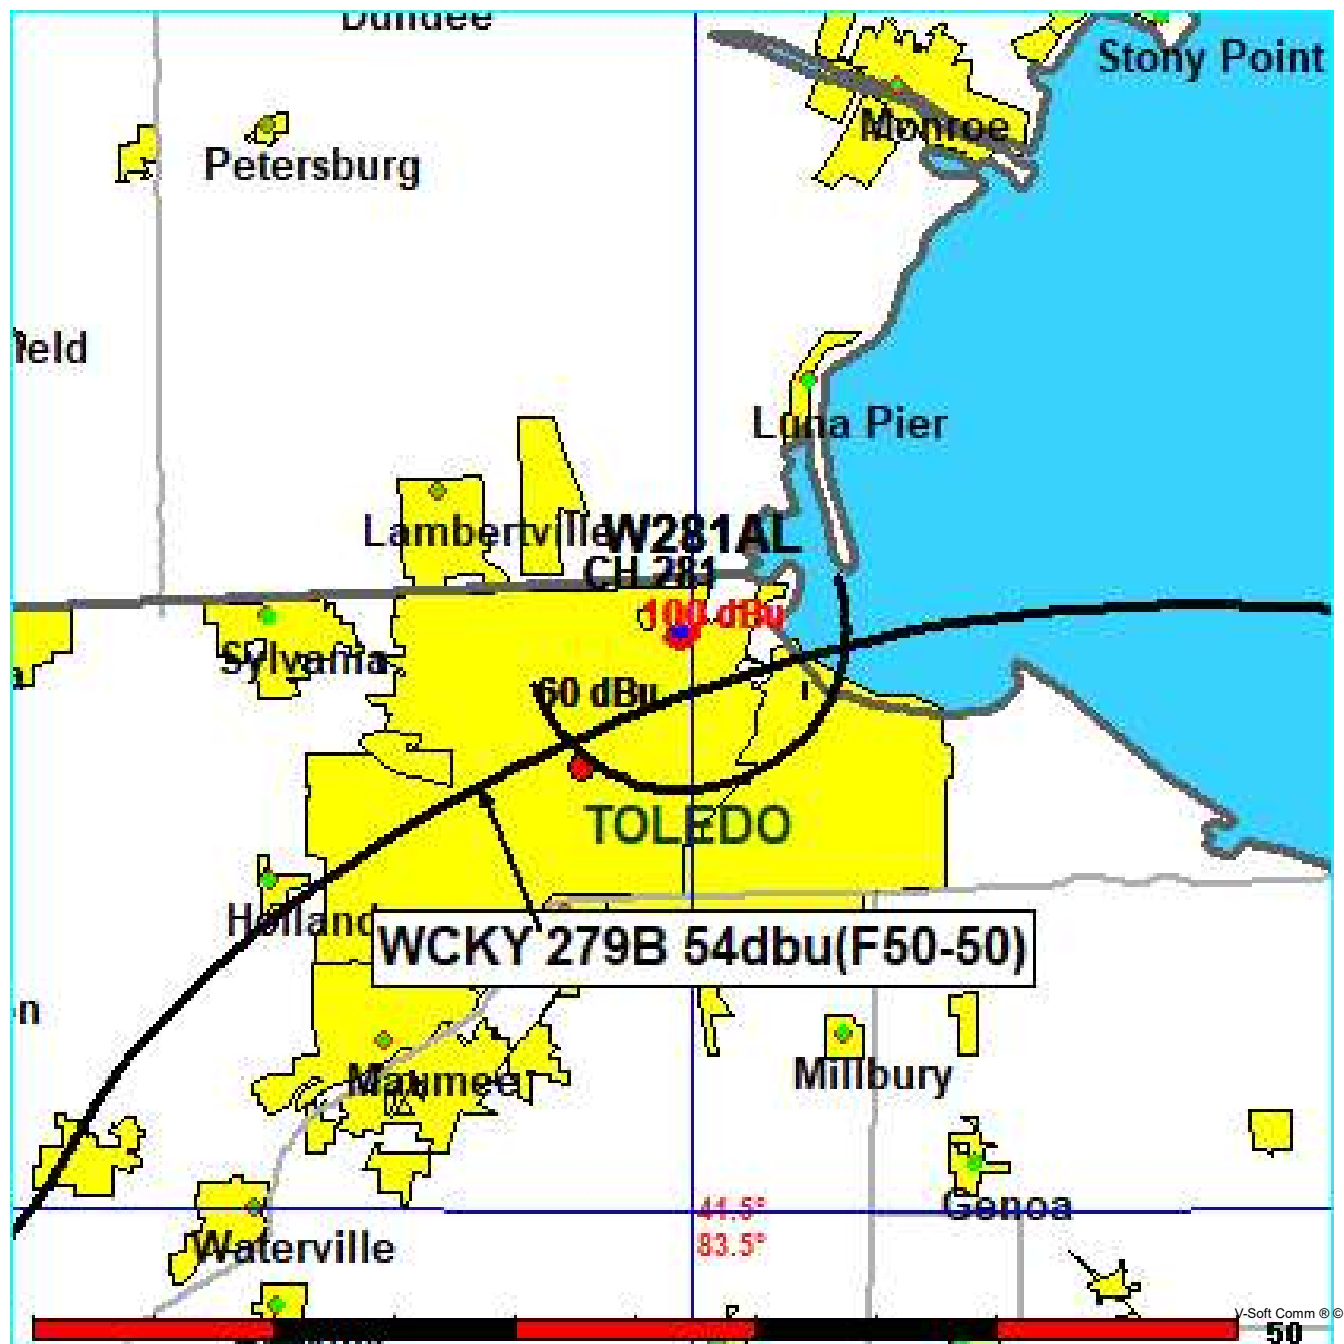 Dundee
Stony Point
Monroe
Petersburg
Luna Pier
Lambertville
W281AL
CH 281
100 dBu
Sylvania
60 dBu
TOLEDO
Holland
WCKY 279B 54dbu(F50-50)
Maumee
Millbury
Genoa
41.5°
83.5°
Waterville
V-Soft Comm ® ©
50